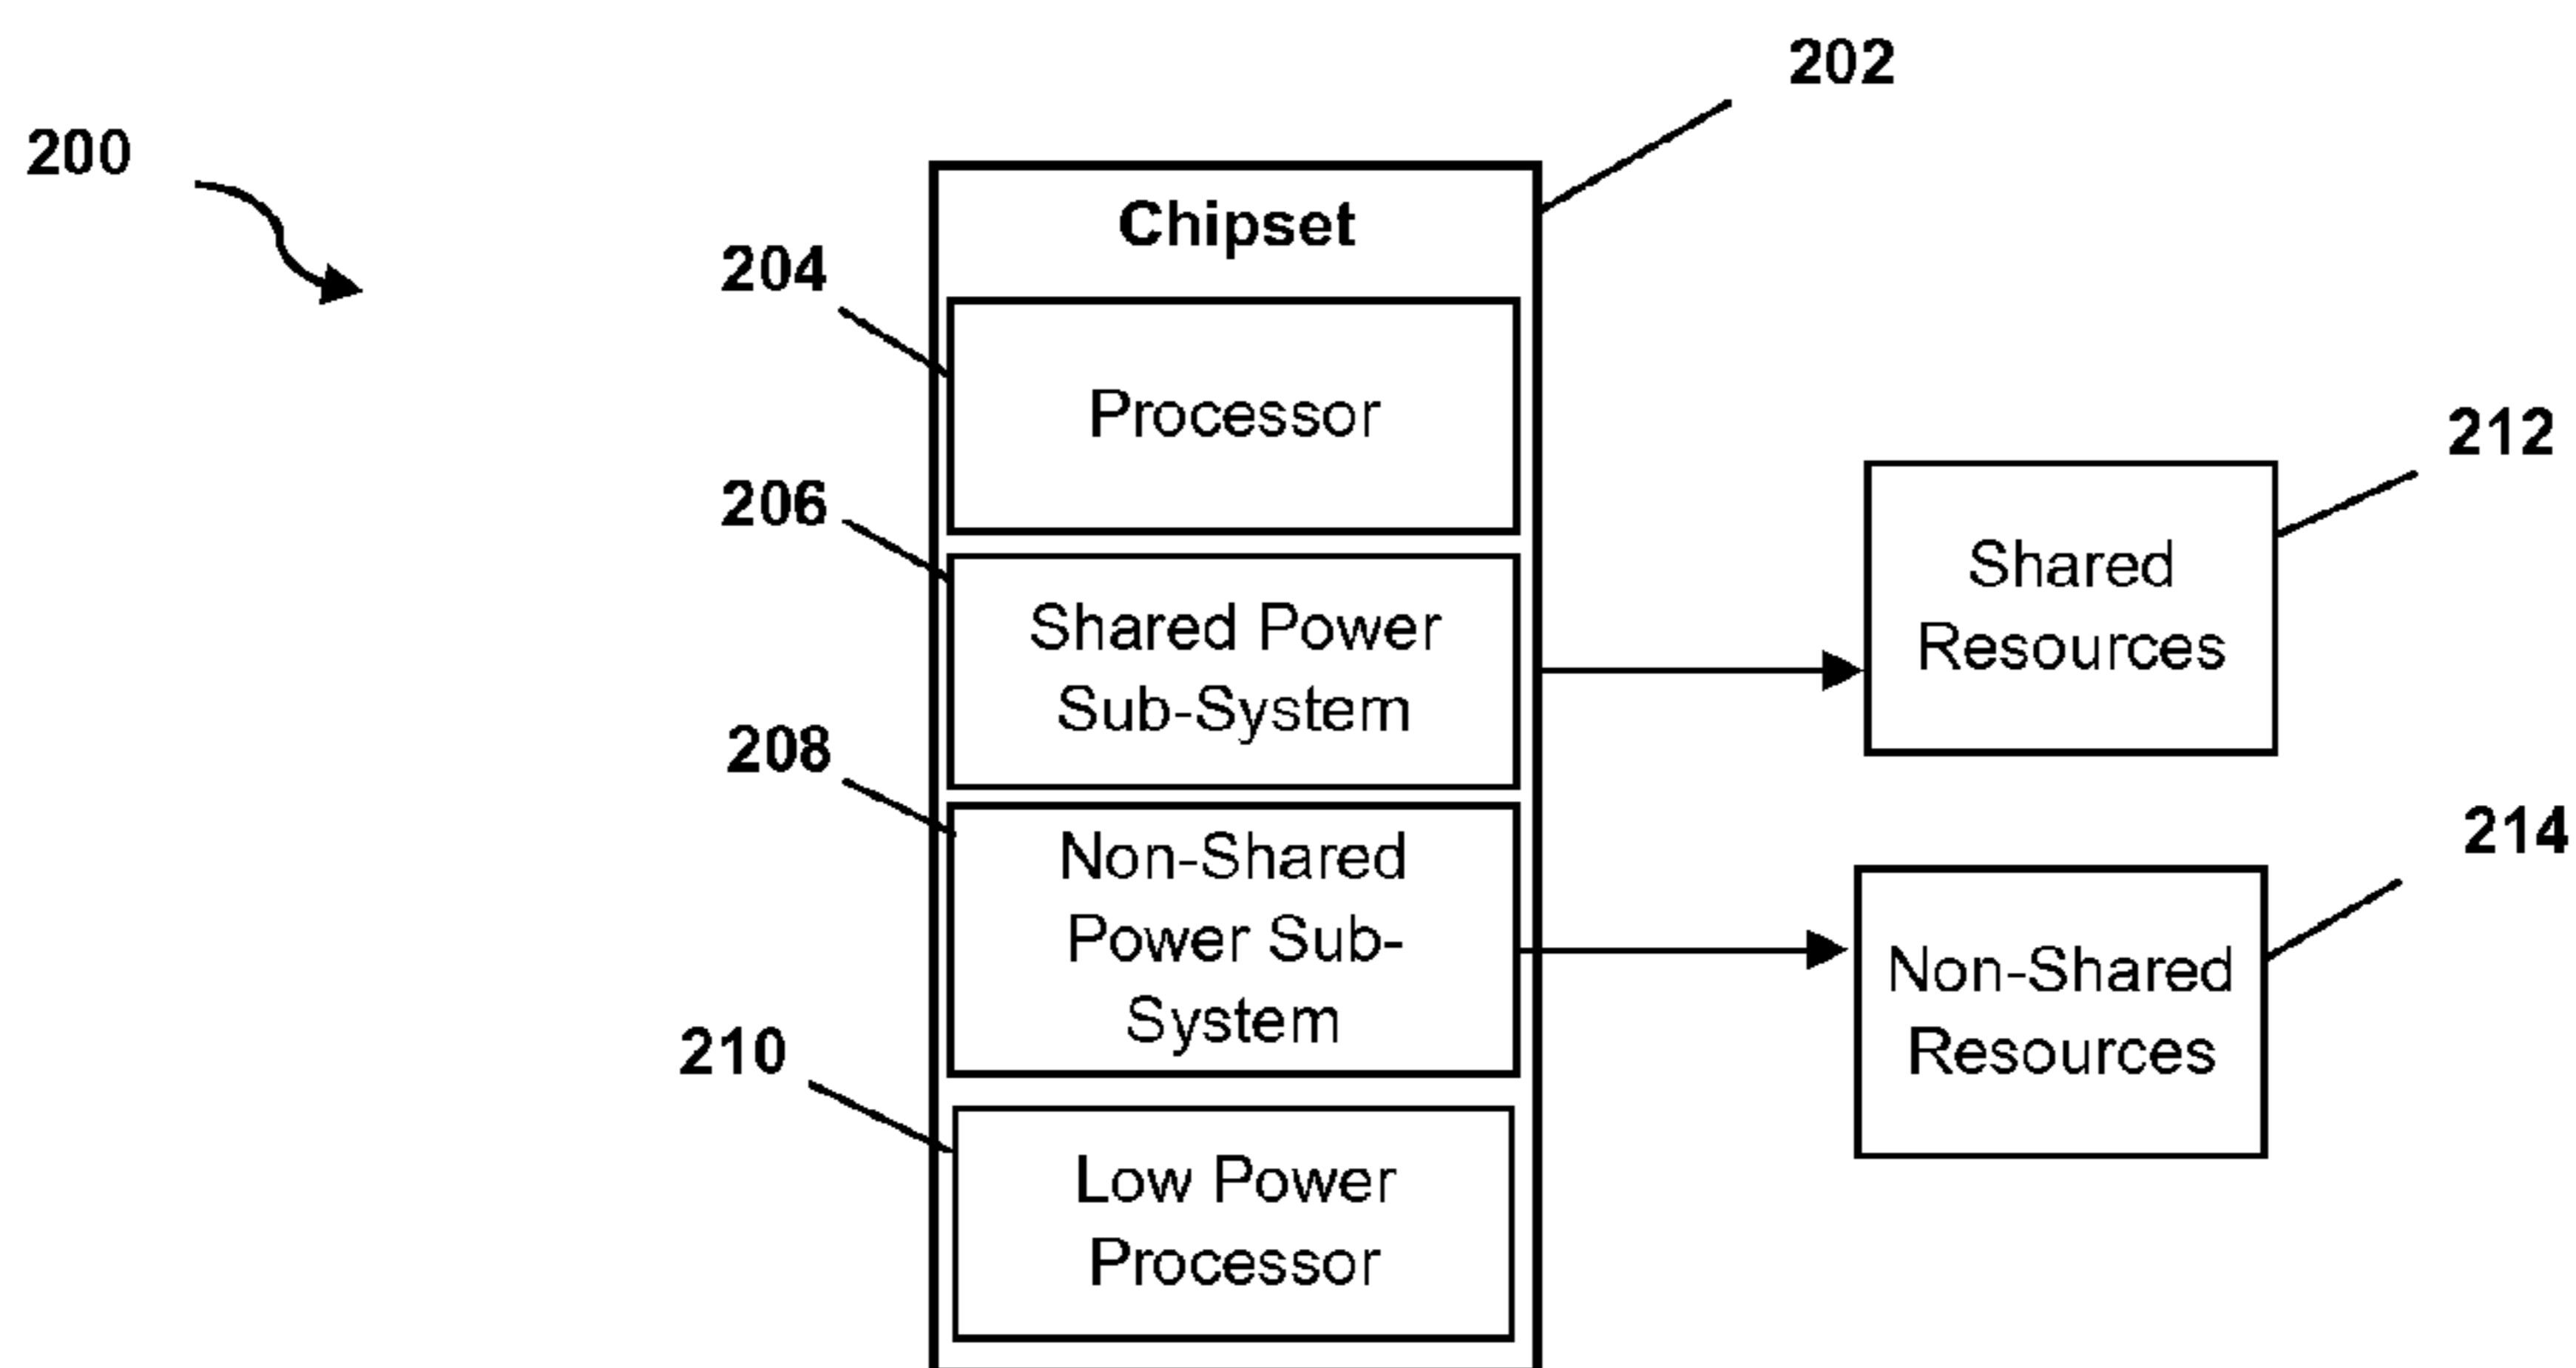 202
200
Chipset
204
Processor
212
206
Shared Power
Sub-System
Shared
Resources
208
Non-Shared
Power Sub-
System
214
Non-Shared
Resources
210
Low Power
Processor